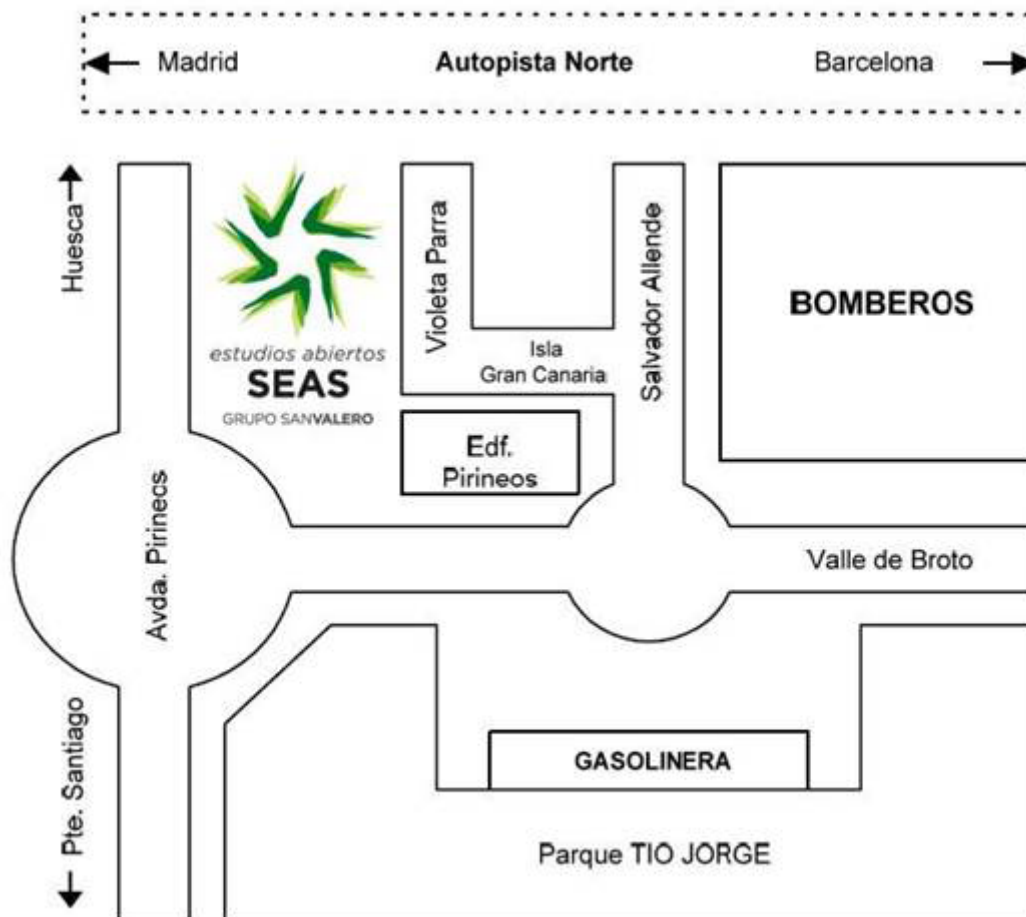 Madrid
Autopista Norte
Barcelona
Huesca
estudios abiertos
SEAS
GRUPO SANVALERO
Violeta Parra
Isla
Gran Canaria
Salvador Allende
BOMBEROS
Edf.
Pirineos
Avda. Pirineos
Valle de Broto
Pte. Santiago
GASOLINERA
Parque TIO JORGE